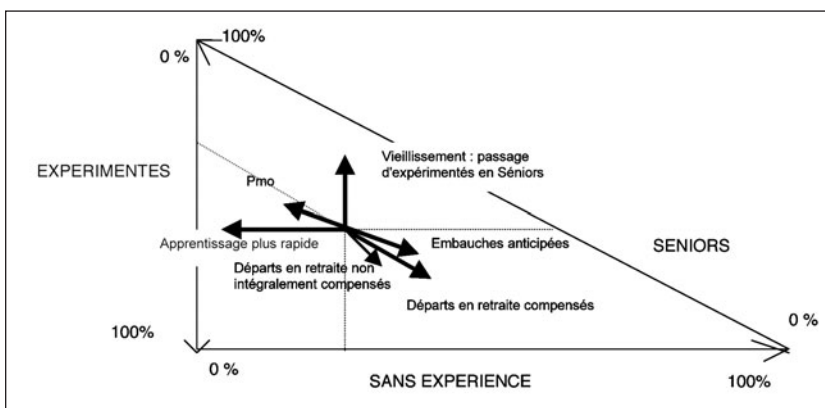 100%
0 %
Vieillissement : passage
d'expérimentés en Séniors
EXPERIMENTES
Pmo
Apprentissage plus rapide
Embauches anticipées
SENIORS
Départs en retraite non
intégralement compensés
Départs en retraite compensés
0 %
100%
0 %
SANS EXPERIENCE
100%